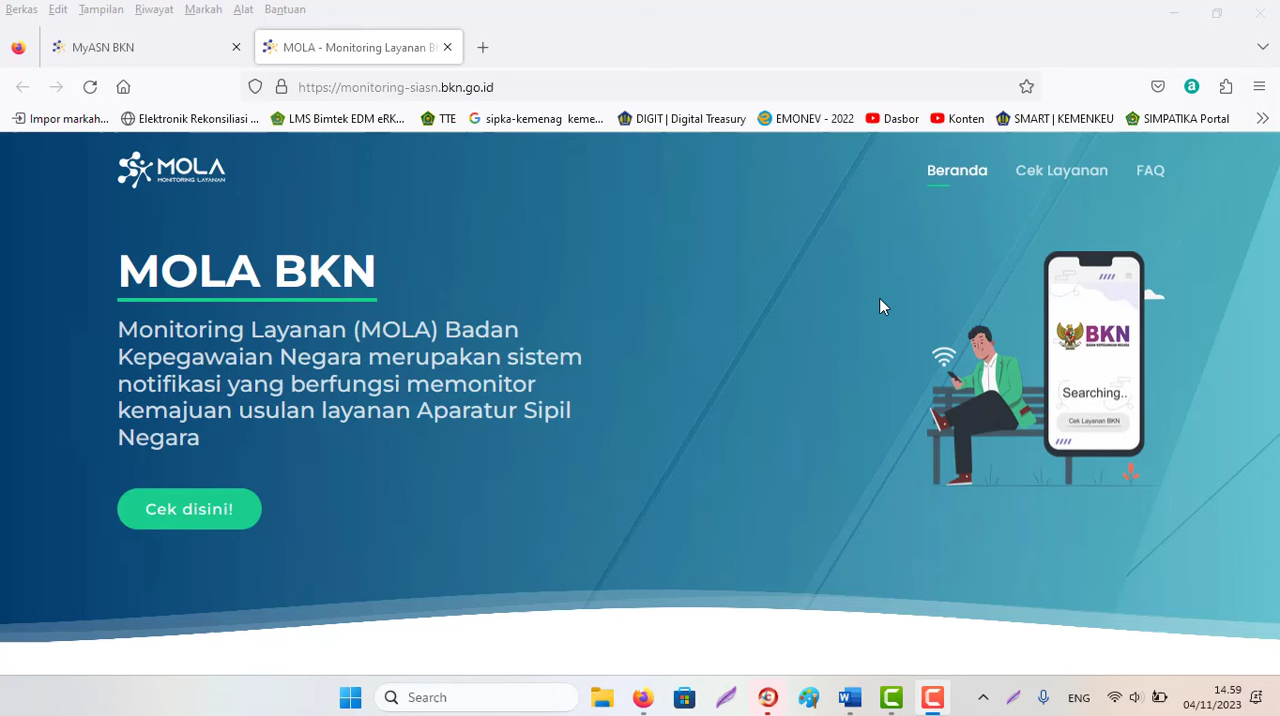 Berkas Edit Tampilan Riwayat Markah Alat Bantuan
MyASN BKN
MOLA - Monitoring Layanan B
https://monitoring-siasn.bkn.go.id
Impor markah...
Elektronik Rekonsiliasi ...
LMS Bimtek EDM eRK...
TTE
sipka-kemenag keme...
DIGIT | Digital Treasury
EMONEV - 2022
Dasbor
Konten
SMART | KEMENKEU
SIMPATIKA Portal
MOLA
MONITORING LAYANAN
Beranda Cek Layanan FAQ
MOLA BKN
Monitoring Layanan (MOLA) Badan
Kepegawaian Negara merupakan sistem
notifikasi yang berfungsi memonitor
kemajuan usulan layanan Aparatur Sipil
Negara
Cek disini!
BKN
BADAN KEPEGAWAIAN NEGARA
Searching..
Cek Layanan BKN
Search
ENG
14.59
04/11/2023